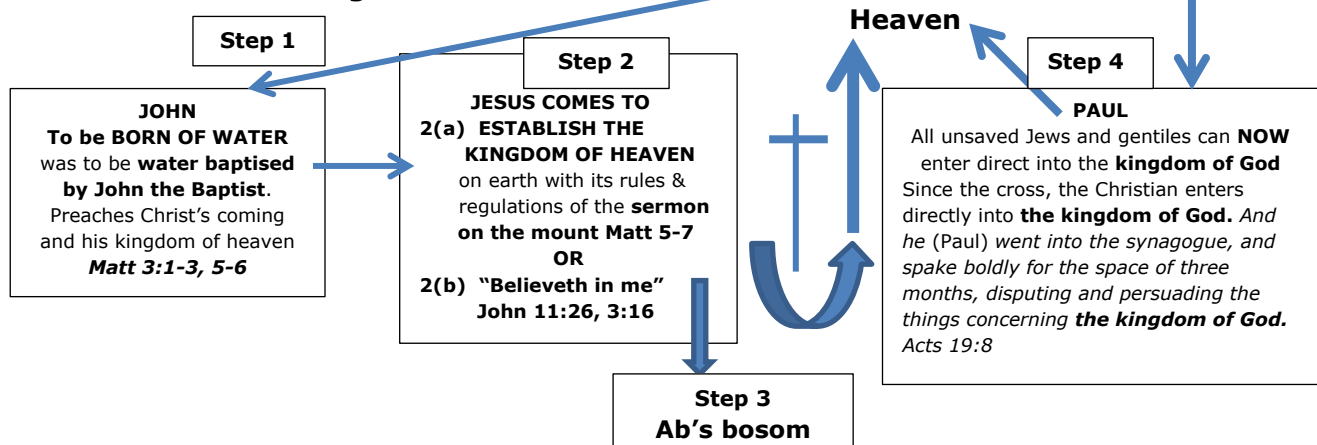 Heaven
Step 1
JOHN
To be BORN OF WATER
was to be water baptised
by John the Baptist.
Preaches Christ's coming
and his kingdom of heaven
Matt 3:1-3, 5-6
Step 2
JESUS COMES TO
2(a) ESTABLISH THE
KINGDOM OF HEAVEN
on earth with its rules &
regulations of the sermon
on the mount Matt 5-7
OR
2(b) "Believeth in me"
John 11:26, 3:16
Step 3
Ab's bosom
Step 4
PAUL
All unsaved Jews and gentiles can NOW
enter direct into the kingdom of God
Since the cross, the Christian enters
directly into the kingdom of God. And
he (Paul) went into the synagogue, and
spake boldly for the space of three
months, disputing and persuading the
things concerning the kingdom of God.
Acts 19:8